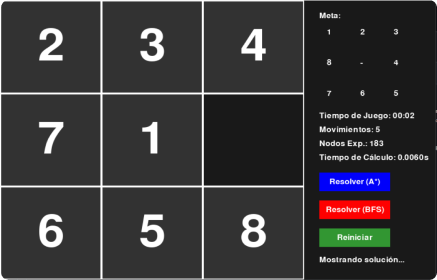 2 3 4
7 1
6 5 8
Meta:
1 2 3
8 - 4
7 6 5
Tiempo de Juego: 00:02
Movimientos: 5
Nodos Exp.: 183
Tiempo de Cálculo: 0.0060s
Resolver (A*)
Resolver (BFS)
Reiniciar
Mostrando solución...